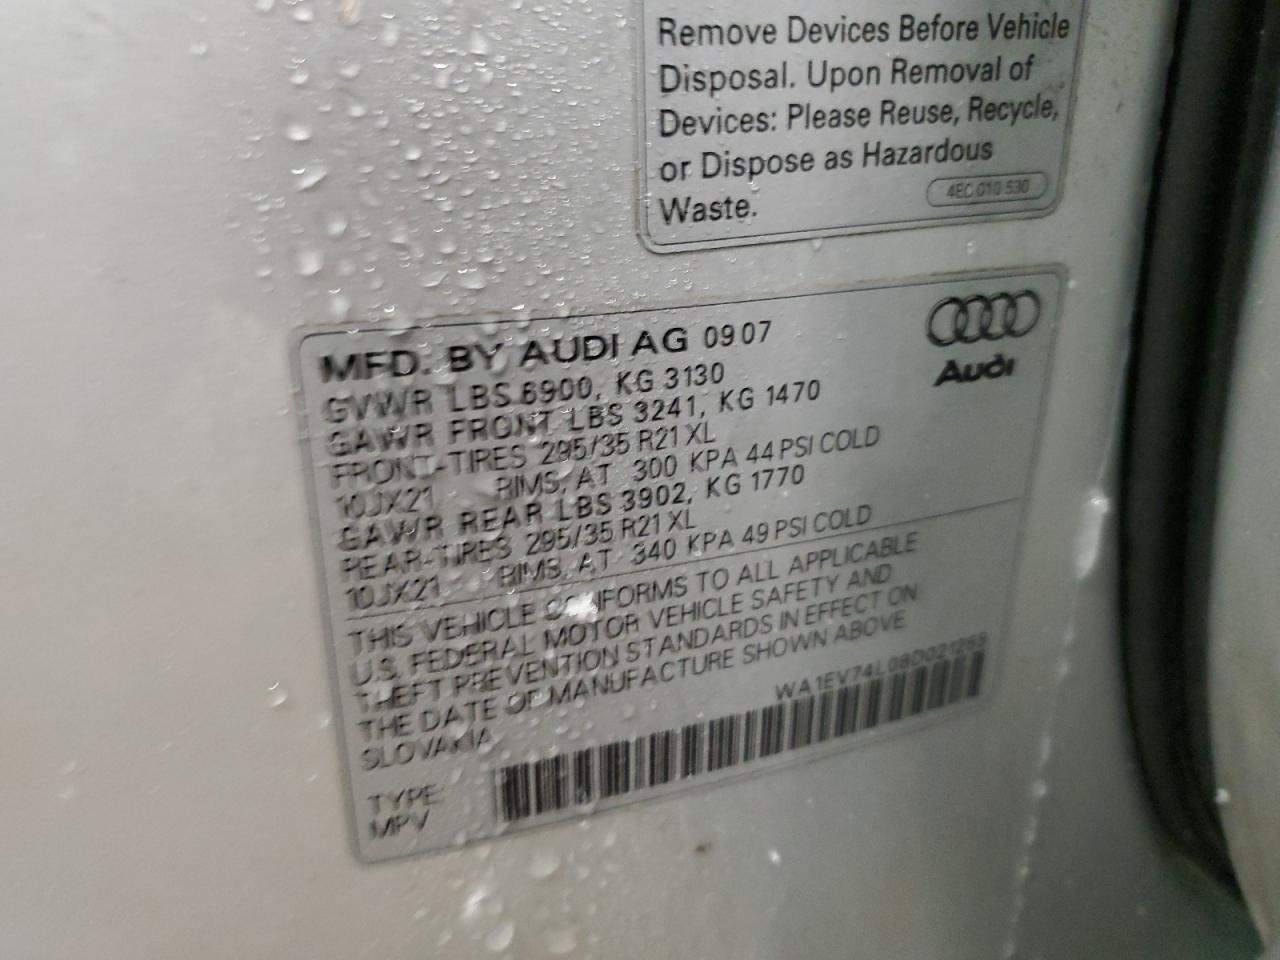 Remove Devices Before Vehicle
Disposal. Upon Removal of
Devices: Please Reuse, Recycle,
or Dispose as Hazardous
Waste.
4EC 010 530
MFD. BY AUDI AG 09 07
Audi
GVWR LBS 6900, KG 3130
GAWR FRONT LBS 3241, KG 1470
FRONT-TIRES 295/35 R21 XL
10JX21 RIMS, AT 300 KPA 44 PSI COLD
GAWR REAR LBS 3902, KG 1770
REAR-TIRES 295/35 R21 XL
10JX21 RIMS, AT 340 KPA 49 PSI COLD
THIS VEHICLE CONFORMS TO ALL APPLICABLE
U.S. FEDERAL MOTOR VEHICLE SAFETY AND
THEFT PREVENTION STANDARDS IN EFFECT ON
THE DATE OF MANUFACTURE SHOWN ABOVE
SLOVAKIA
WA1EV74L08D021255
TYPE:
MPV